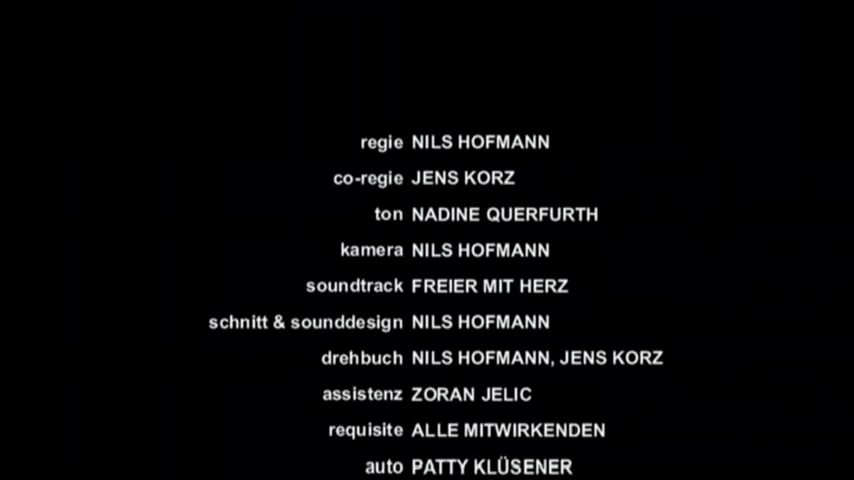 regie NILS HOFMANN
co-regie JENS KORZ
ton NADINE QUERFURTH
kamera NILS HOFMANN
soundtrack FREIER MIT HERZ
schnitt & sounddesign NILS HOFMANN
drehbuch NILS HOFMANN, JENS KORZ
assistenz ZORAN JELIC
requisite ALLE MITWIRKENDEN
auto PATTY KLÜSENER